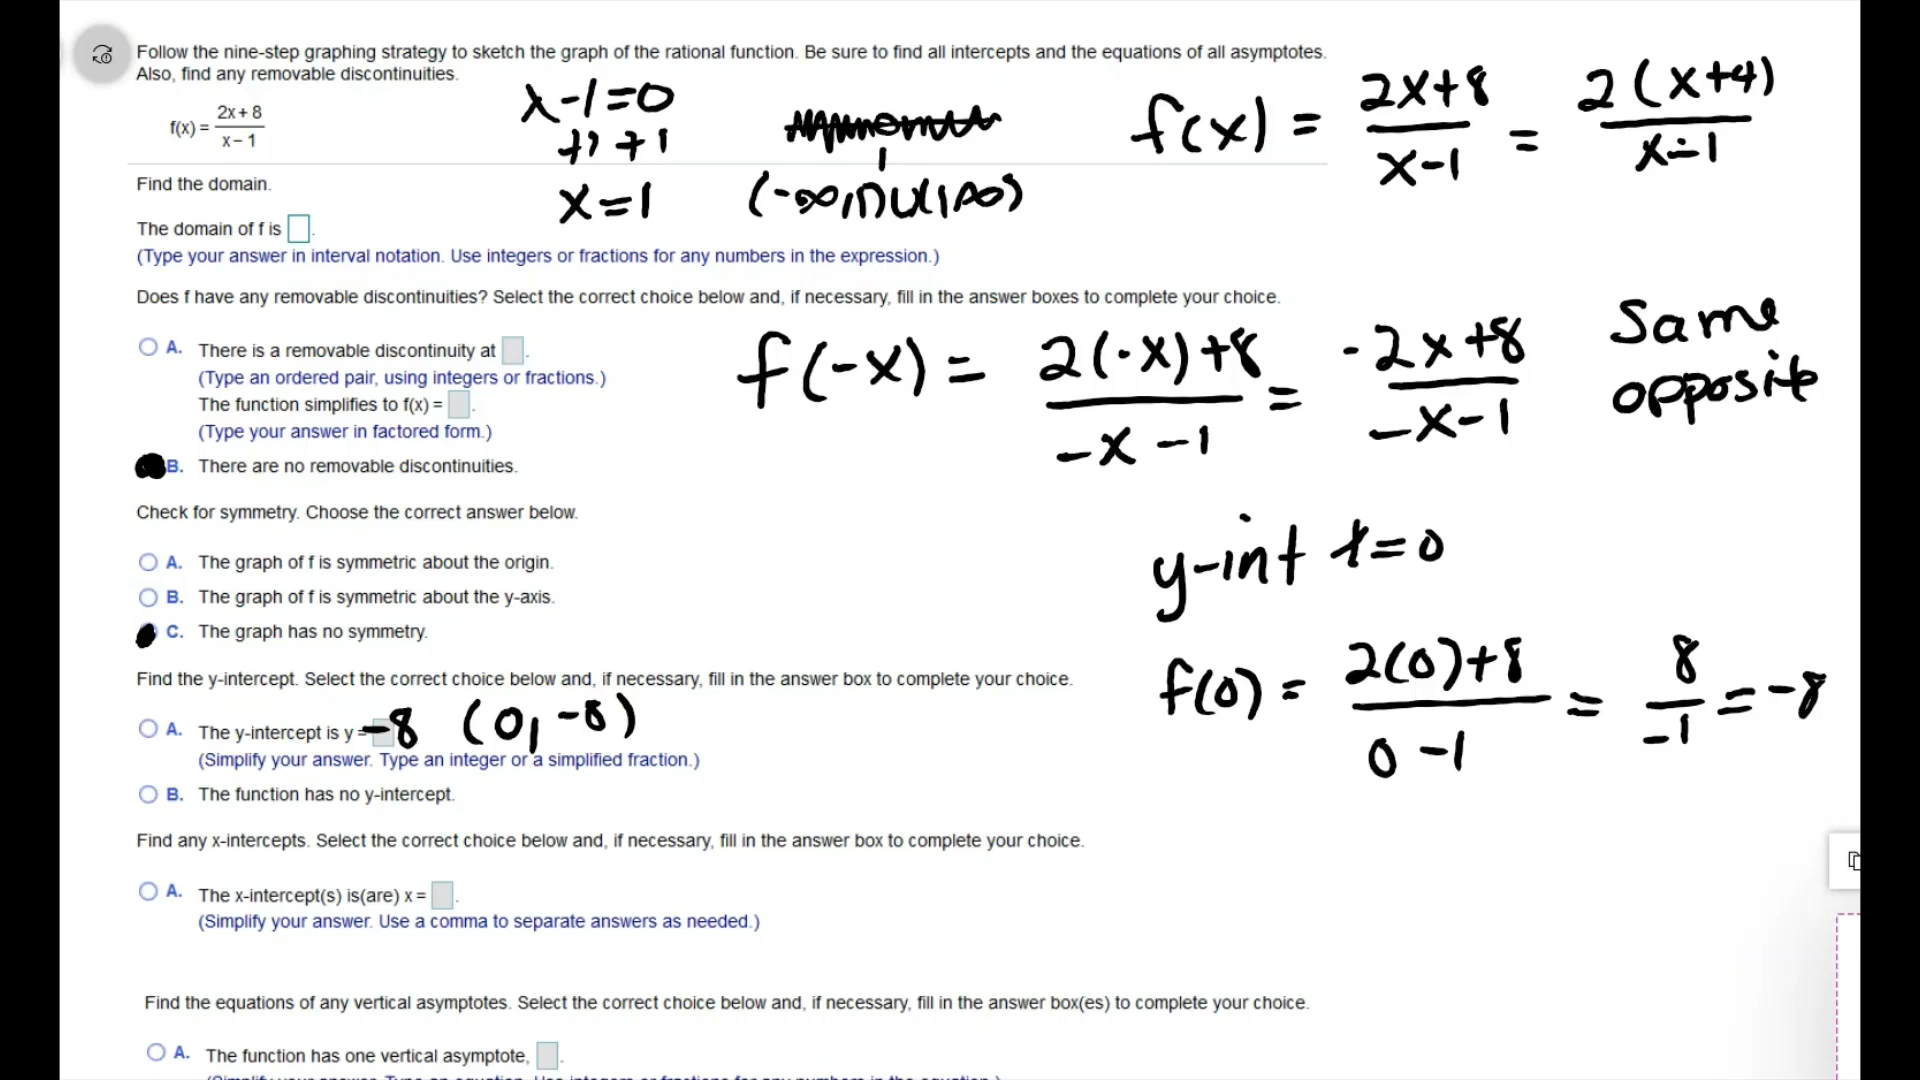 Follow the nine-step graphing strategy to sketch the graph of the rational function. Be sure to find all intercepts and the equations of all asymptotes.
Also, find any removable discontinuities.
f(x) = (2x + 8)/(x − 1)
x-1=0
+1 +1
x=1
(-∞,1)∪(1,∞)
f(x) = (2x+8)/(x-1) = 2(x+4)/(x-1)
Find the domain.
The domain of f is .
(Type your answer in interval notation. Use integers or fractions for any numbers in the expression.)
Does f have any removable discontinuities? Select the correct choice below and, if necessary, fill in the answer boxes to complete your choice.
A. There is a removable discontinuity at .
(Type an ordered pair, using integers or fractions.)
The function simplifies to f(x) = .
(Type your answer in factored form.)
B. There are no removable discontinuities.
f(-x) = (2(-x)+8)/(-x-1) = (-2x+8)/(-x-1)
Same
opposite
Check for symmetry. Choose the correct answer below.
A. The graph of f is symmetric about the origin.
B. The graph of f is symmetric about the y-axis.
C. The graph has no symmetry.
y-int x=0
f(0) = (2(0)+8)/(0-1) = 8/-1 = -8
Find the y-intercept. Select the correct choice below and, if necessary, fill in the answer box to complete your choice.
A. The y-intercept is y = -8 (0, -8)
(Simplify your answer. Type an integer or a simplified fraction.)
B. The function has no y-intercept.
Find any x-intercepts. Select the correct choice below and, if necessary, fill in the answer box to complete your choice.
A. The x-intercept(s) is(are) x = .
(Simplify your answer. Use a comma to separate answers as needed.)
Find the equations of any vertical asymptotes. Select the correct choice below and, if necessary, fill in the answer box(es) to complete your choice.
A. The function has one vertical asymptote, .